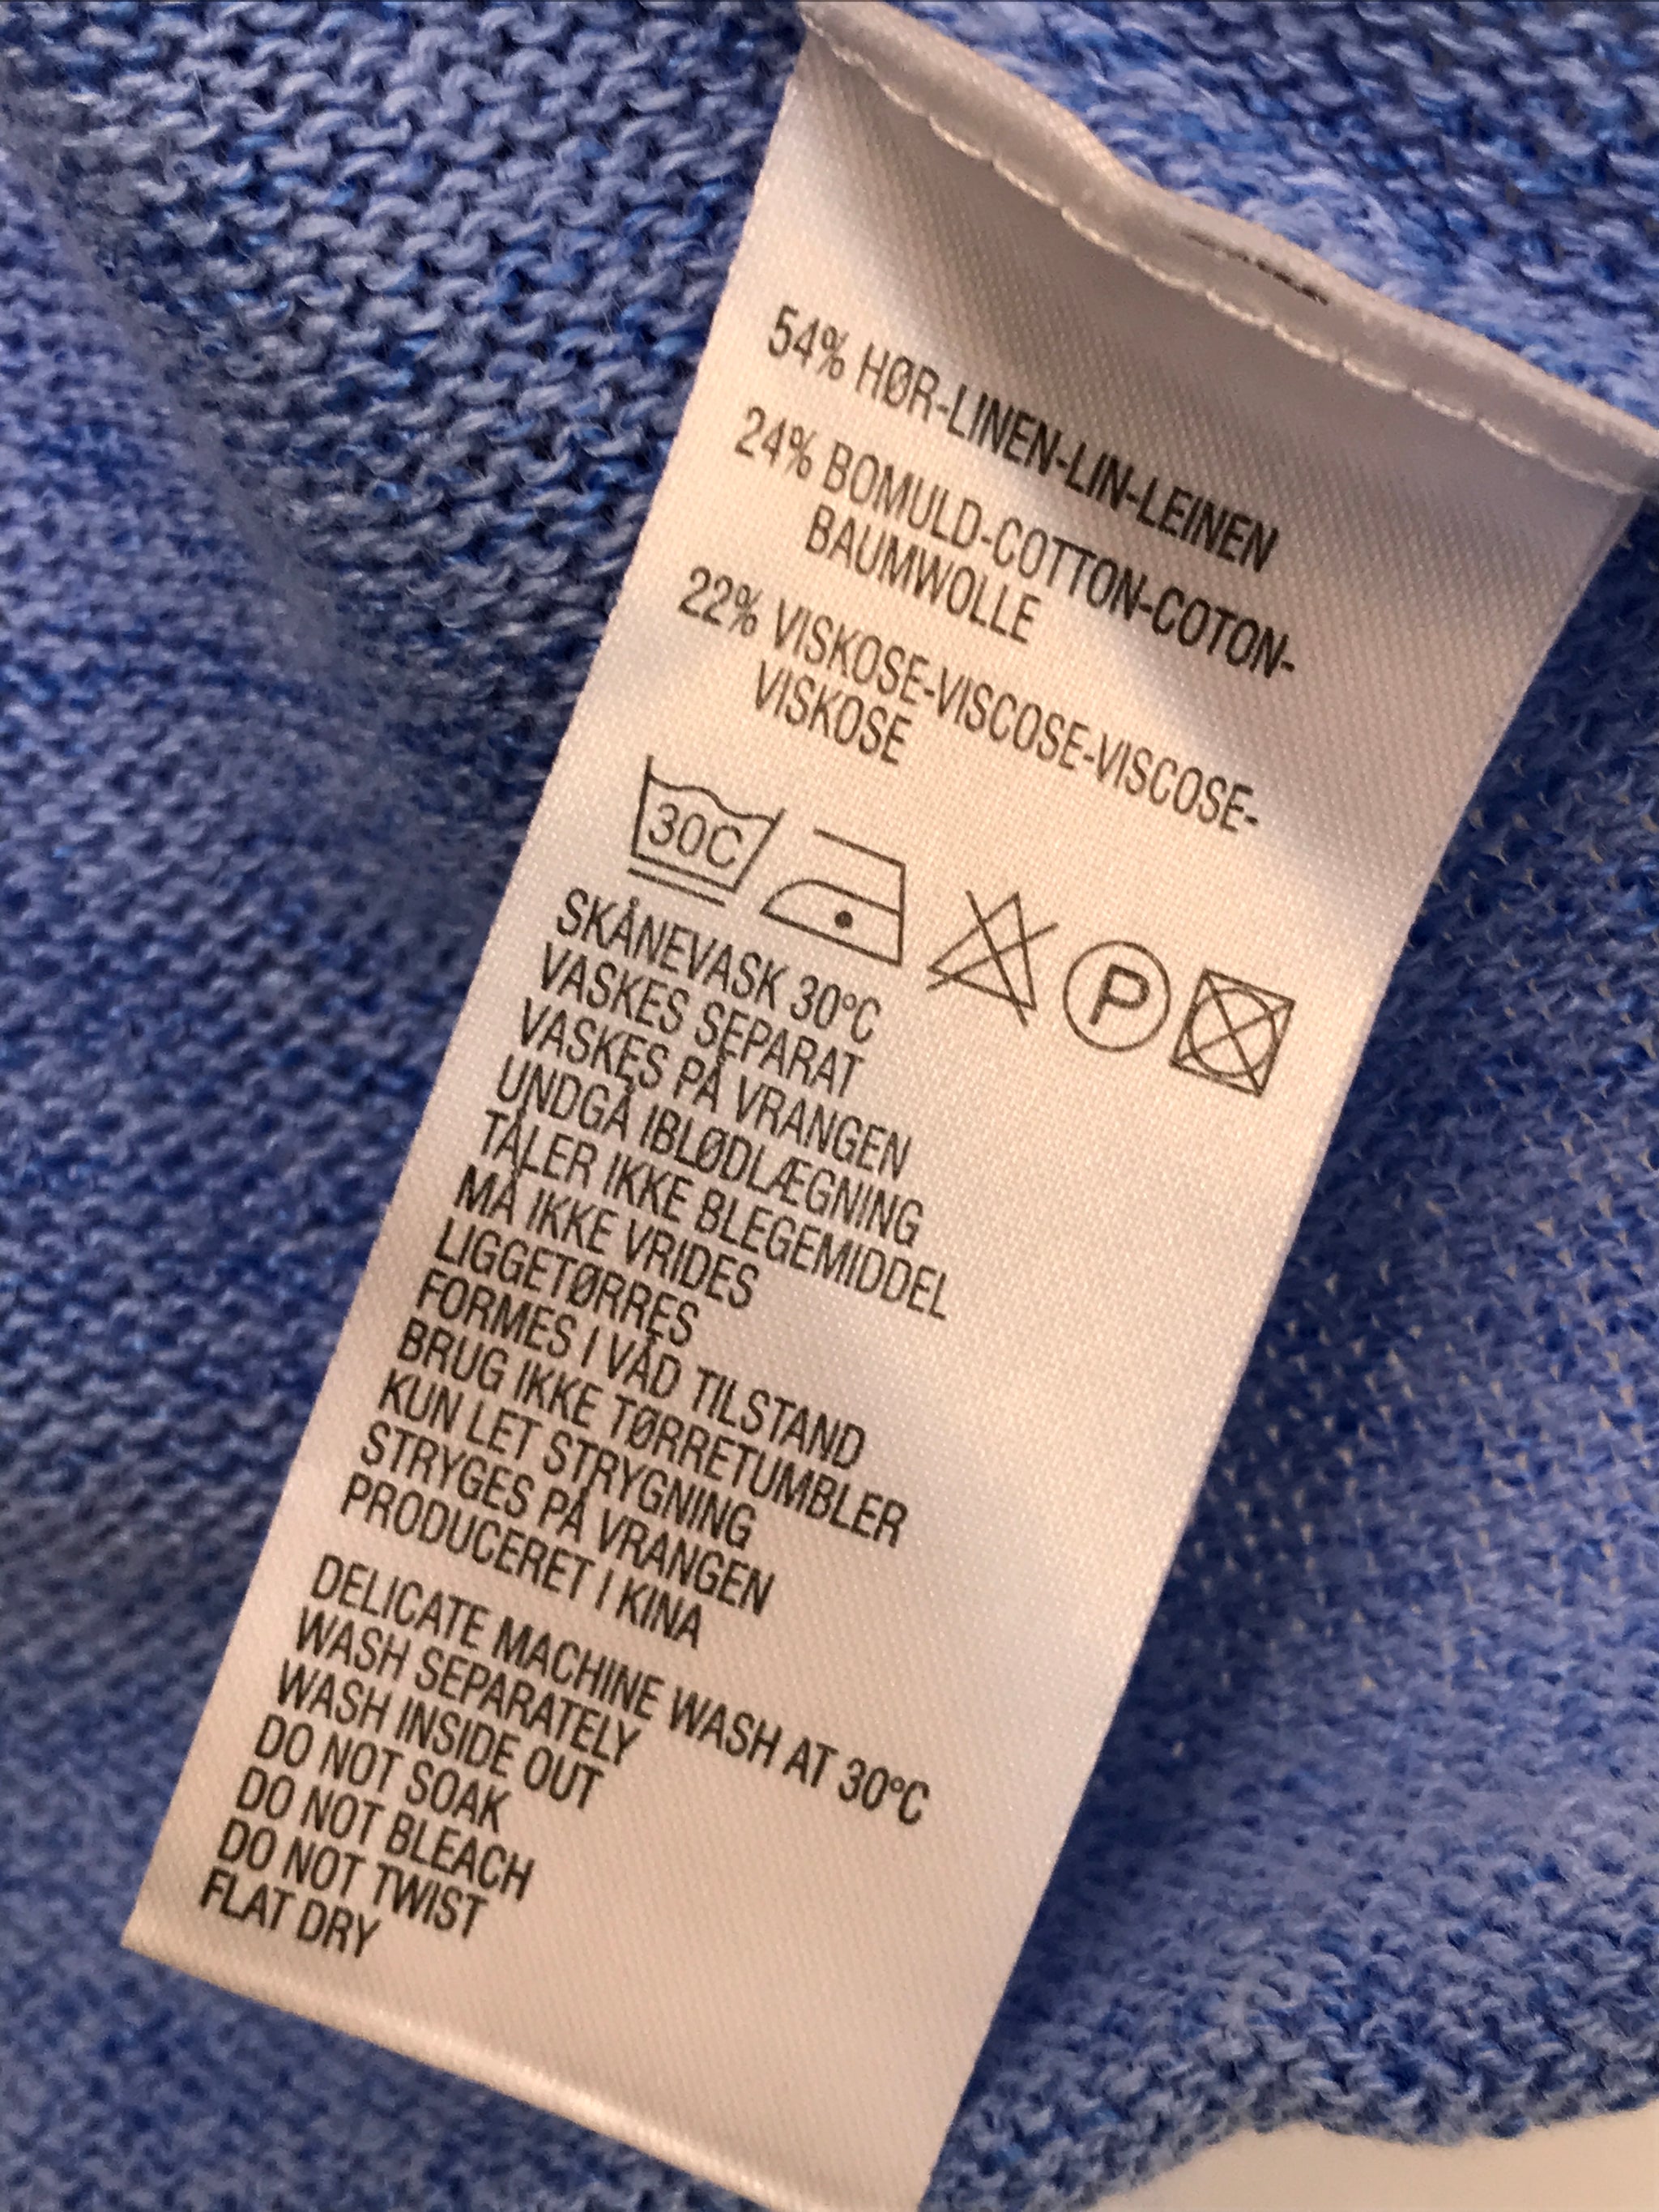 54% HØR-LINEN-LIN-LEINEN
24% BOMULD-COTTON-COTON-
BAUMWOLLE
22% VISKOSE-VISCOSE-VISCOSE-
VISKOSE
30C P
SKÅNEVASK 30°C
VASKES SEPARAT
VASKES PÅ VRANGEN
UNDGÅ IBLØDLÆGNING
TÅLER IKKE BLEGEMIDDEL
MÅ IKKE VRIDES
LIGGETØRRES
FORMES I VÅD TILSTAND
BRUG IKKE TØRRETUMBLER
KUN LET STRYGNING
STRYGES PÅ VRANGEN
PRODUCERET I KINA
DELICATE MACHINE WASH AT 30°C
WASH SEPARATELY
WASH INSIDE OUT
DO NOT SOAK
DO NOT BLEACH
DO NOT TWIST
FLAT DRY